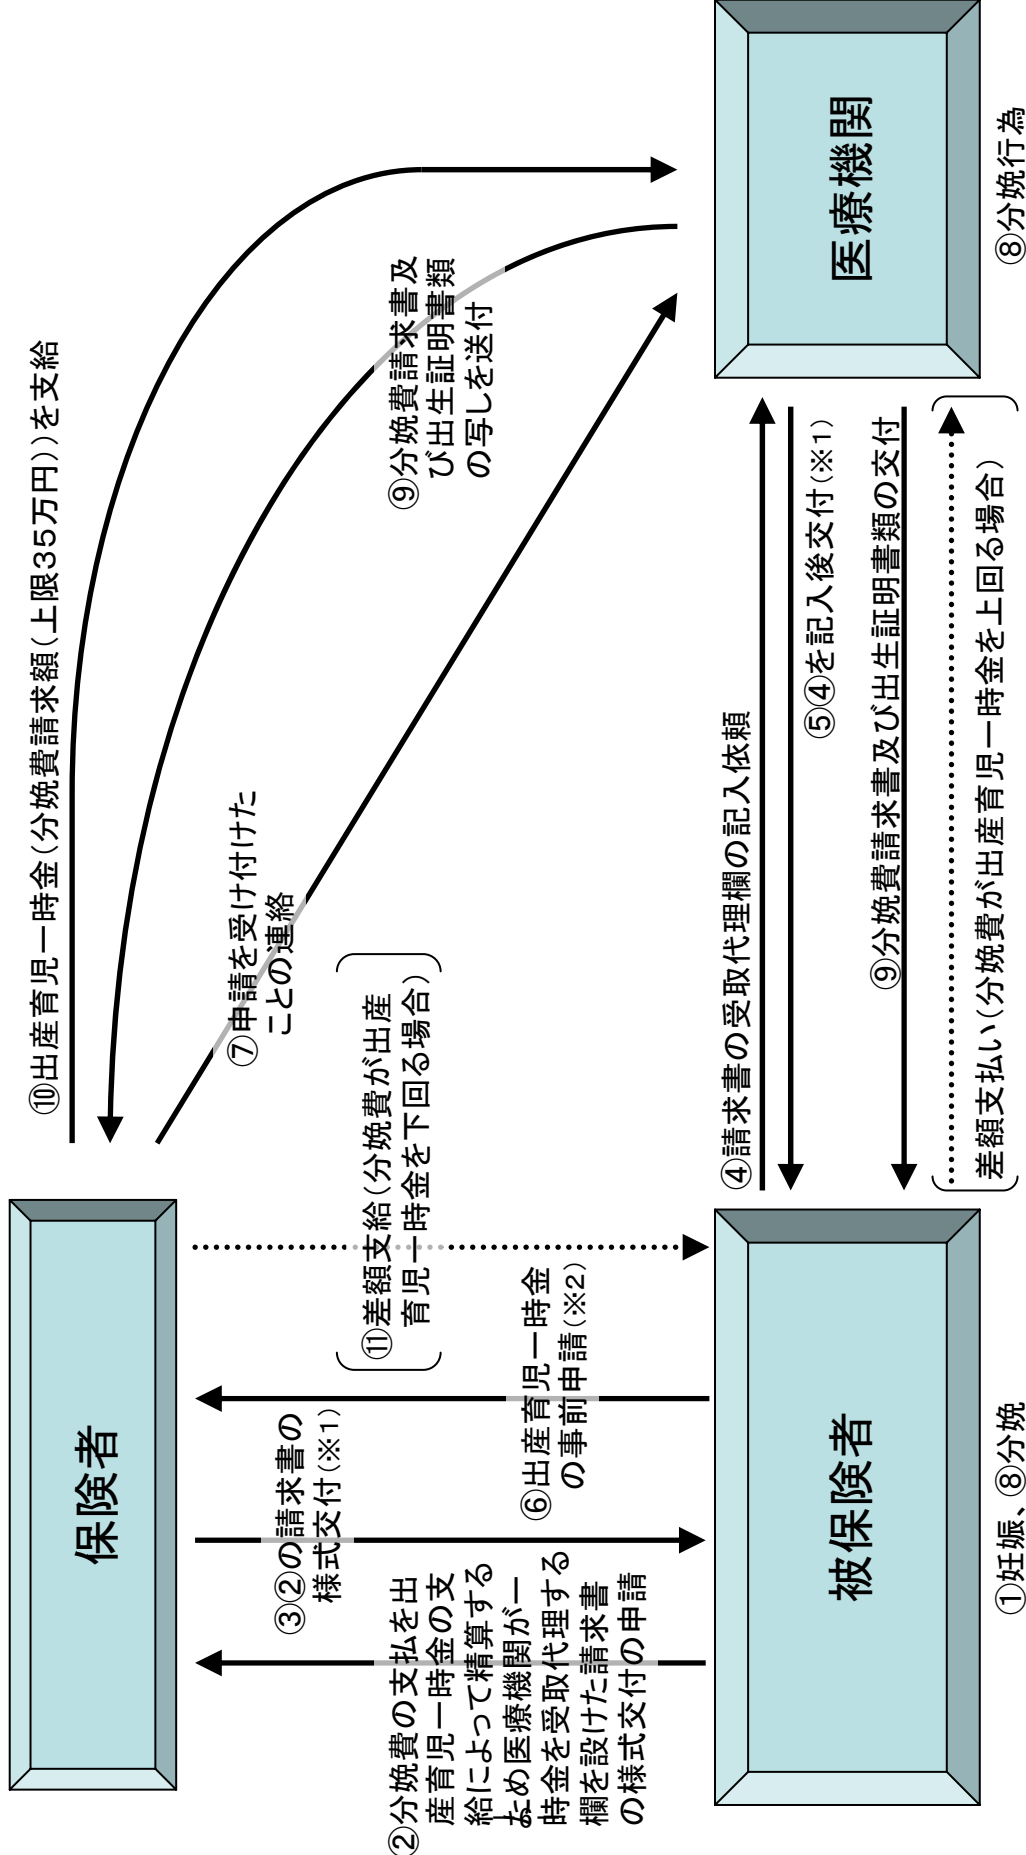 保険者
⑩出産育児一時金(分娩費請求額(上限35万円))を支給
⑨分娩費請求書及
び出生証明書類
の写しを送付
⑦申請を受け付けた
ことの連絡
⑪差額支給(分娩費が出産
育児一時金を下回る場合)
③②の請求書の
様式交付(※1)
⑥出産育児一時金
の事前申請(※2)
②分娩費の支払を出
産育児一時金の支
給によって精算する
ため医療機関が一
時金を受取代理する
欄を設けた請求書
の様式交付の申請
④請求書の受取代理欄の記入依頼
⑤④を記入後交付(※1)
⑨分娩費請求書及び出生証明書類の交付
差額支払い(分娩費が出産育児一時金を上回る場合)
被保険者
①妊娠、⑧分娩
医療機関
⑧分娩行為